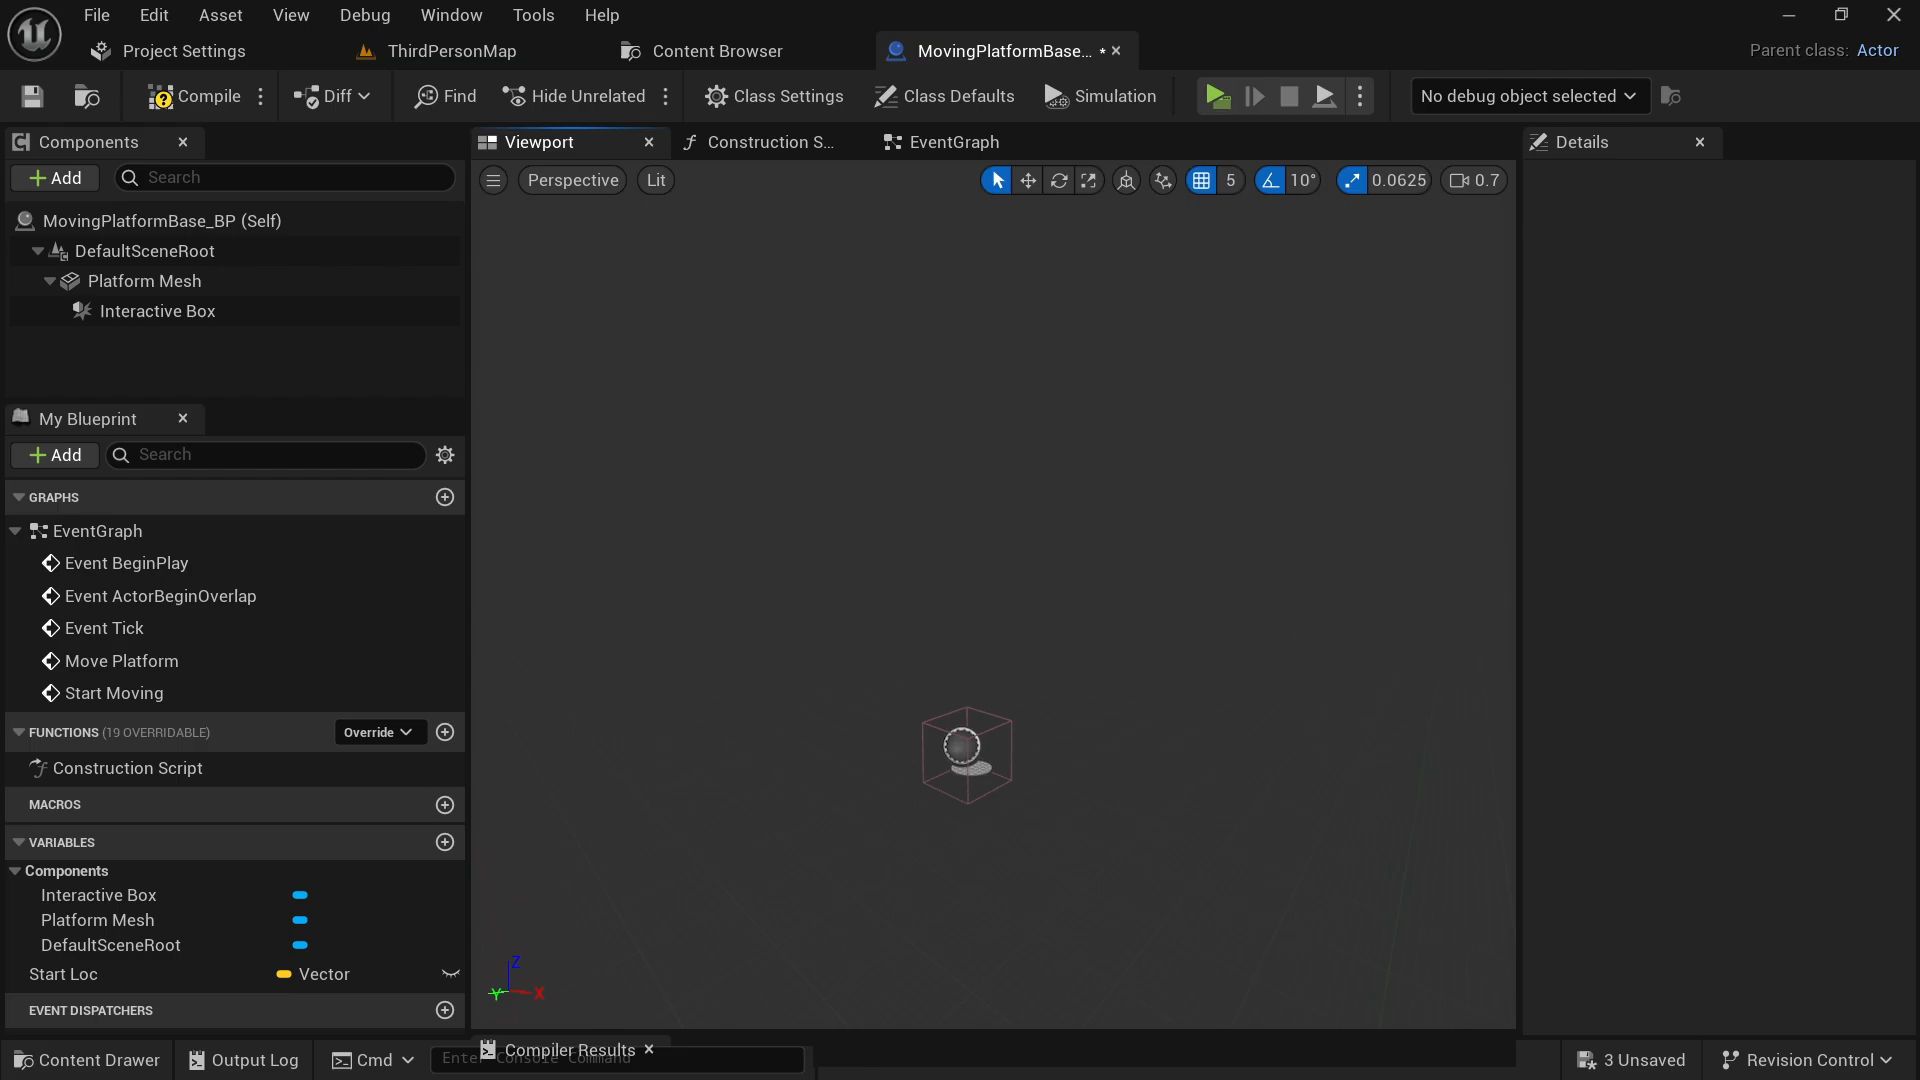 File Edit Asset View Debug Window Tools Help
Project Settings ThirdPersonMap Content Browser MovingPlatformBase... * Parent class: Actor
Compile Diff Find Hide Unrelated Class Settings Class Defaults Simulation No debug object selected
Components
Add Search
MovingPlatformBase_BP (Self)
DefaultSceneRoot
Platform Mesh
Interactive Box
My Blueprint
Add Search
GRAPHS
EventGraph
Event BeginPlay
Event ActorBeginOverlap
Event Tick
Move Platform
Start Moving
FUNCTIONS (19 OVERRIDABLE) Override
Construction Script
MACROS
VARIABLES
Components
Interactive Box
Platform Mesh
DefaultSceneRoot
Start Loc Vector
EVENT DISPATCHERS
Viewport Construction S... EventGraph
Perspective Lit 5 10° 0.0625 0.7
Z
Y X
Details
Compiler Results
Content Drawer Output Log Cmd Enter Console Command 3 Unsaved Revision Control